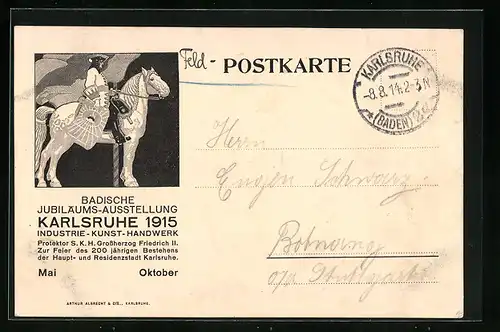 Feld - POSTKARTE
KARLSRUHE
-8.8.14.2-3N
(BADEN)
BADISCHE
JUBILÄUMS-AUSSTELLUNG
KARLSRUHE 1915
INDUSTRIE-KUNST-HANDWERK
Protektor S. K. H. Großherzog Friedrich II.
Zur Feier des 200 jährigen Bestehens
der Haupt- und Residenzstadt Karlsruhe.
Mai Oktober
ARTHUR ALBRECHT & CIE., KARLSRUHE.
Herrn
Eugen Schwarz
Botnang
o/a Stuttgart